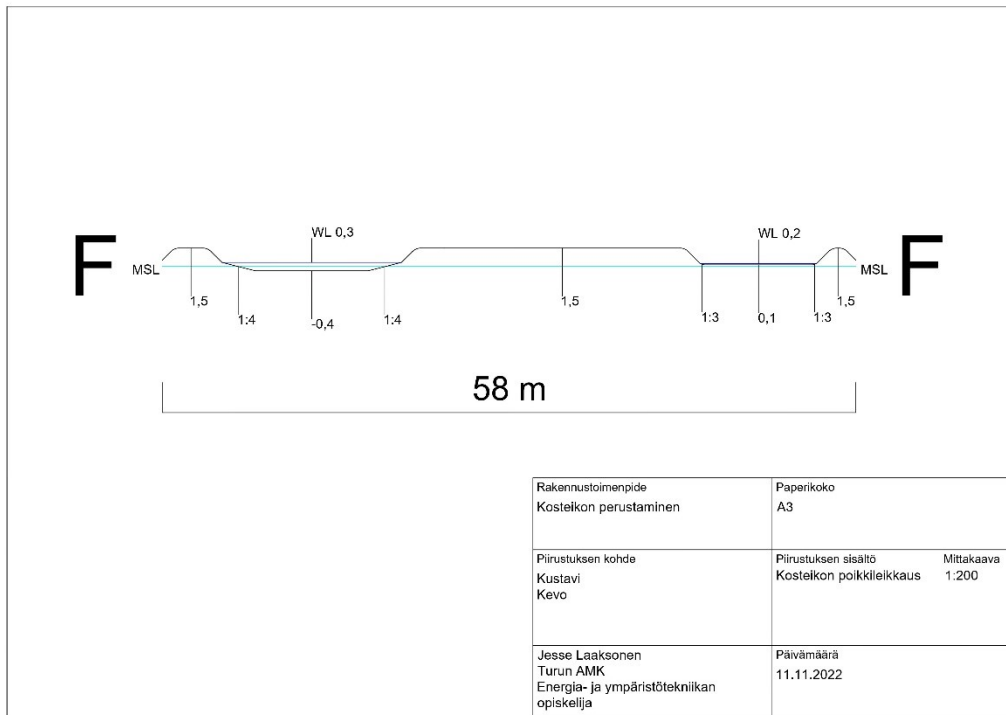 F
F
WL 0,3
WL 0,2
MSL
MSL
1,5
1:4
-0,4
1:4
1,5
1:3
0,1
1:3
1,5
58 m
Rakennustoimenpide
Kosteikon perustaminen
Paperikoko
A3
Piirustuksen kohde
Kustavi
Kevo
Piirustuksen sisältö Mittakaava
Kosteikon poikkileikkaus 1:200
Jesse Laaksonen
Turun AMK
Energia- ja ympäristötekniikan
opiskelija
Päivämäärä
11.11.2022